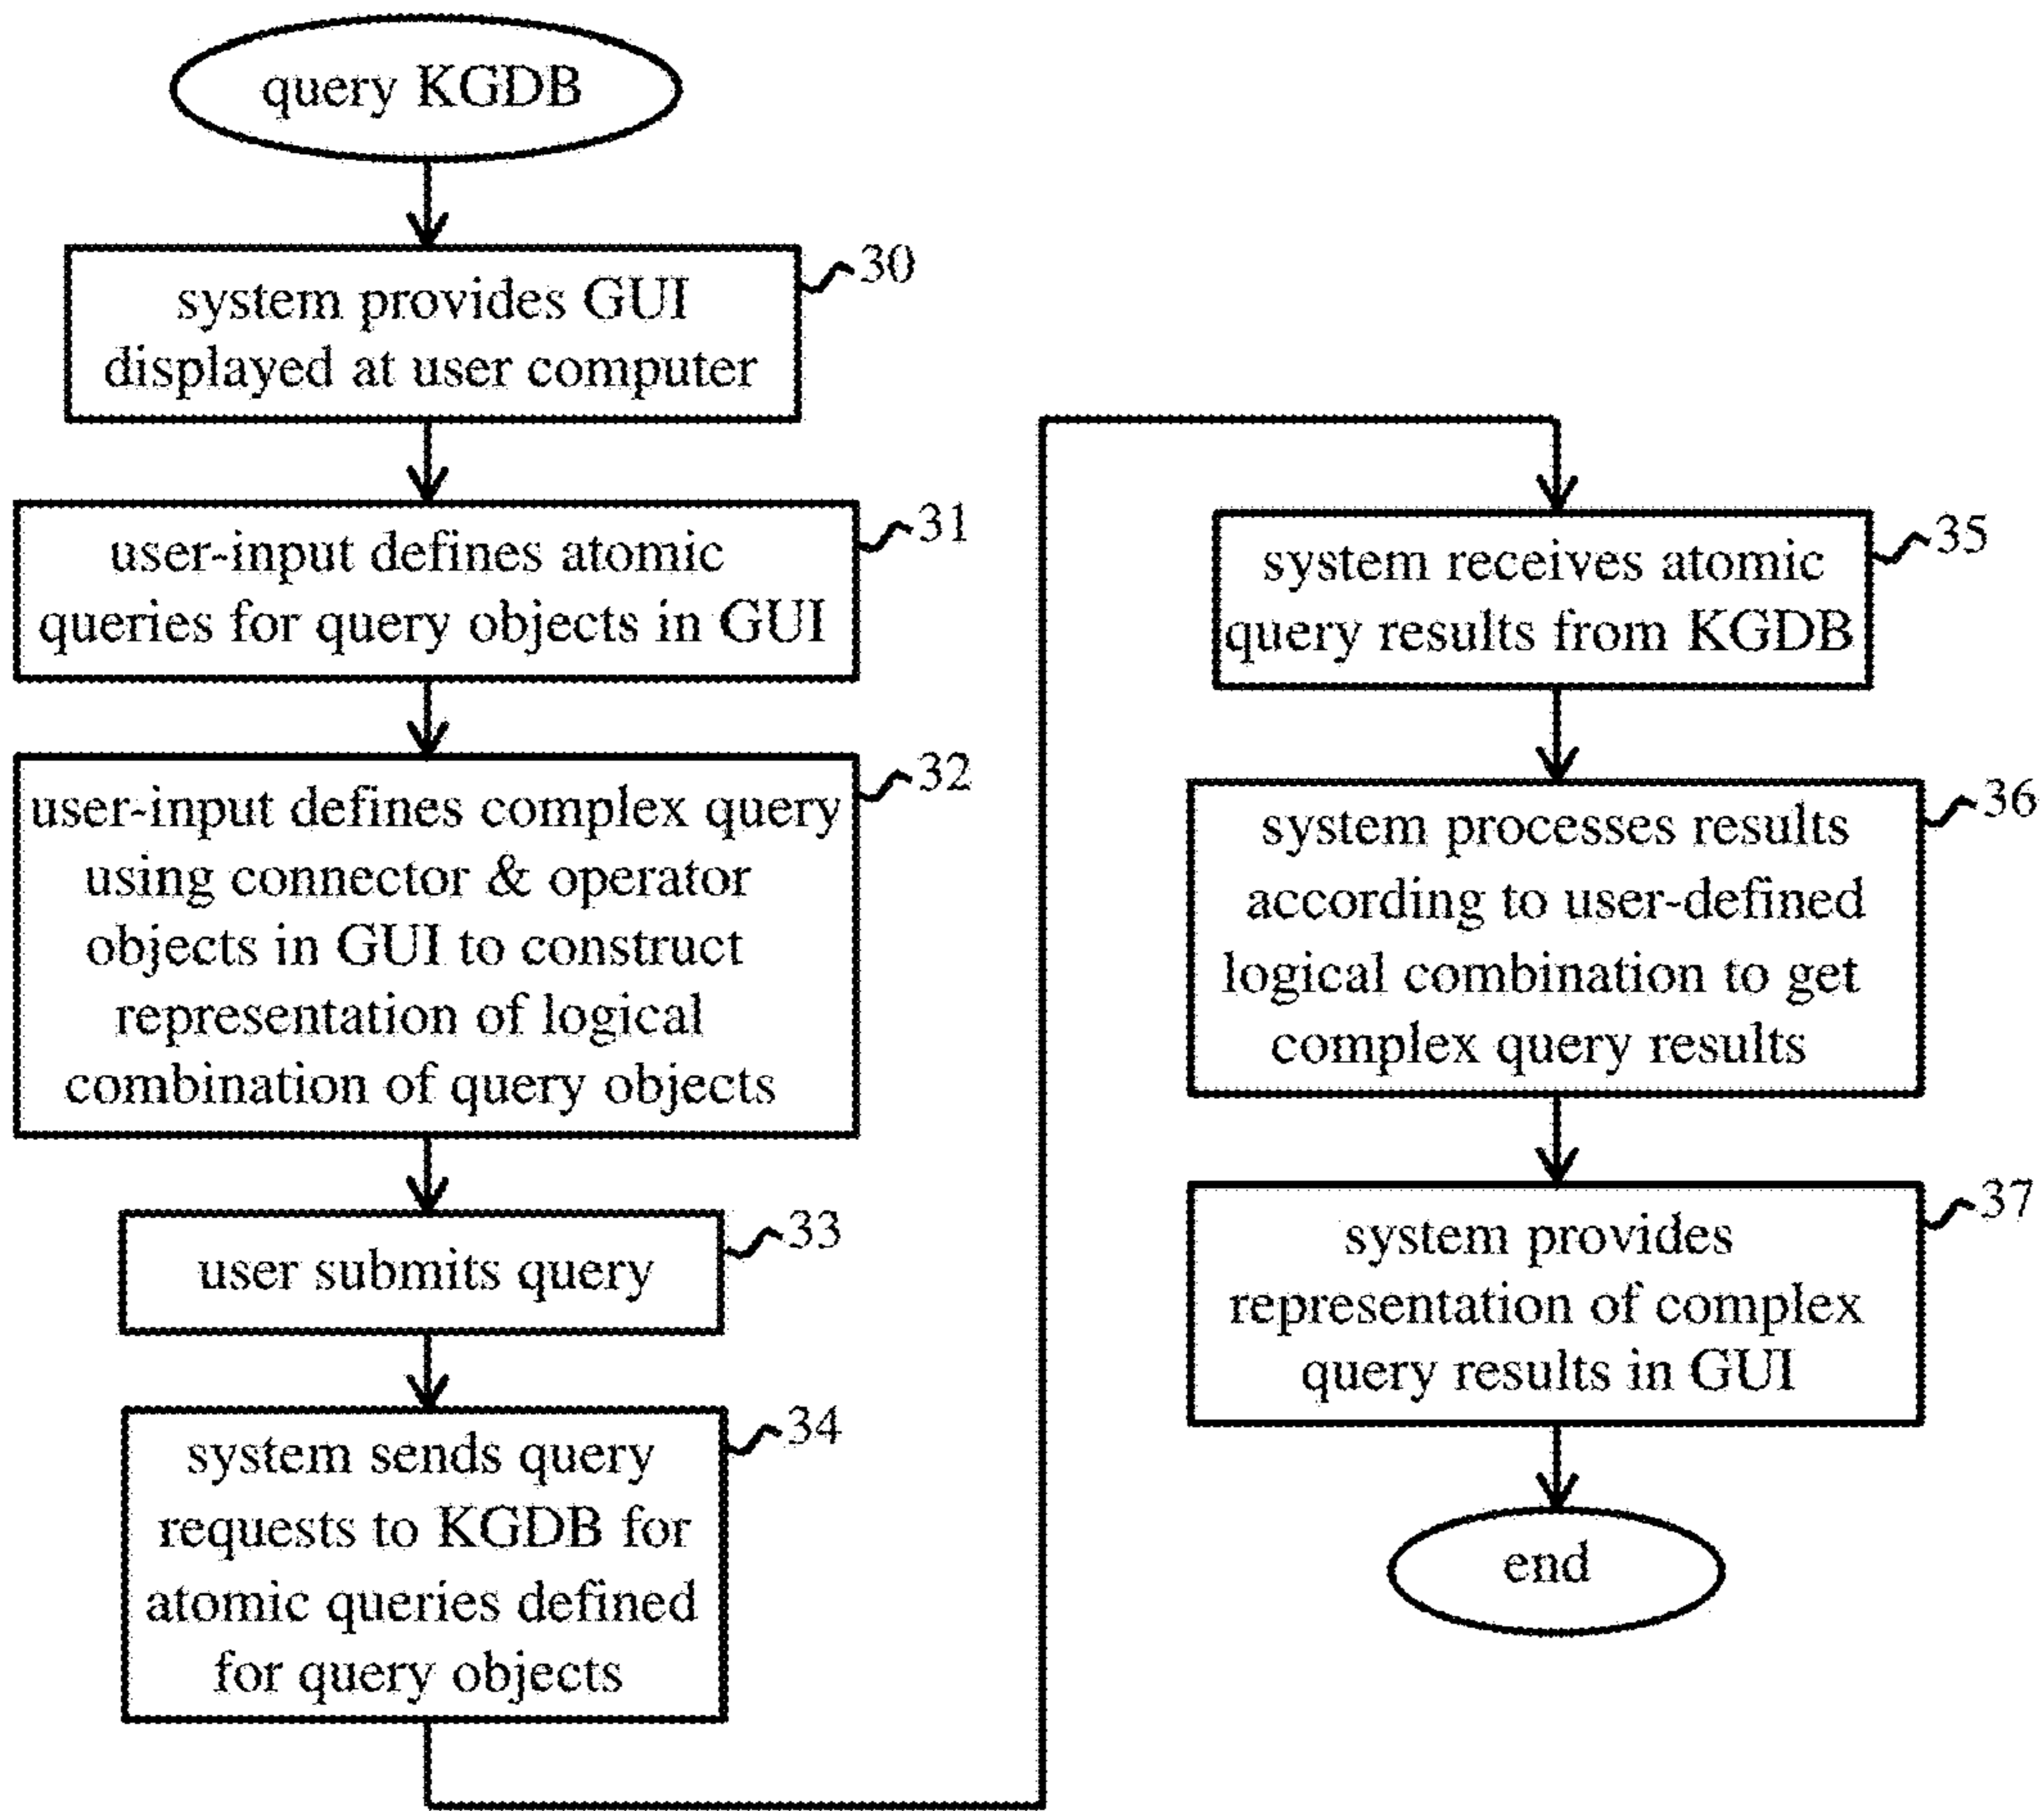 query KGDB
30
system provides GUI
displayed at user computer
31
user-input defines atomic
queries for query objects in GUI
32
user-input defines complex query
using connector & operator
objects in GUI to construct
representation of logical
combination of query objects
33
user submits query
34
system sends query
requests to KGDB for
atomic queries defined
for query objects
35
system receives atomic
query results from KGDB
36
system processes results
according to user-defined
logical combination to get
complex query results
37
system provides
representation of complex
query results in GUI
end